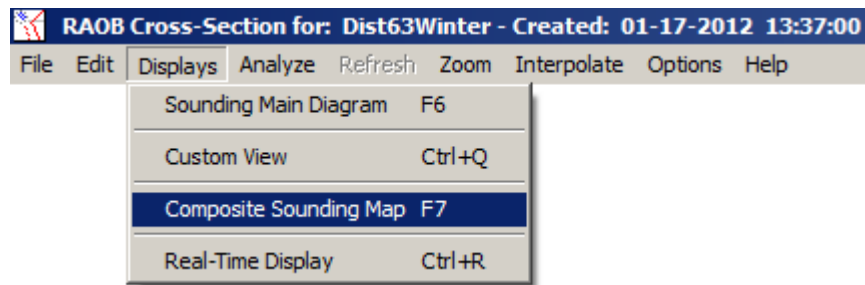 RAOB Cross-Section for: Dist63Winter - Created: 01-17-2012 13:37:00
File Edit Displays Analyze Refresh Zoom Interpolate Options Help
Sounding Main Diagram F6
Custom View Ctrl+Q
Composite Sounding Map F7
Real-Time Display Ctrl+R